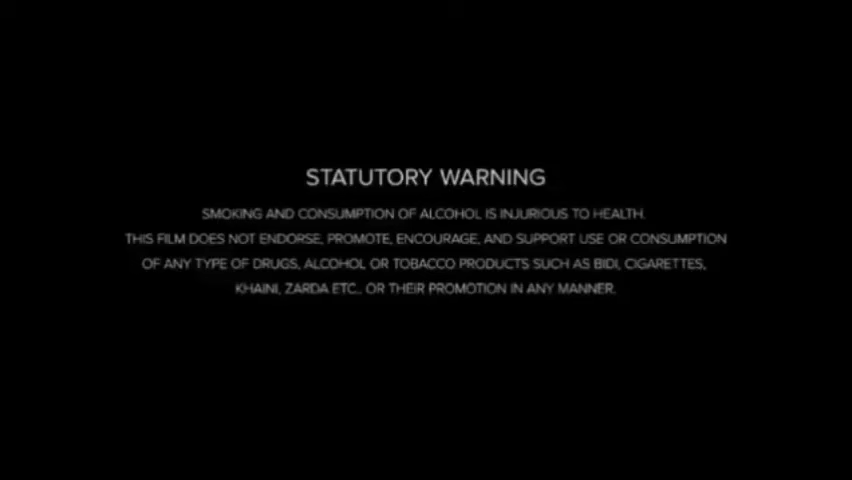 STATUTORY WARNING
SMOKING AND CONSUMPTION OF ALCOHOL IS INJURIOUS TO HEALTH.
THIS FILM DOES NOT ENDORSE, PROMOTE, ENCOURAGE, AND SUPPORT USE OR CONSUMPTION
OF ANY TYPE OF DRUGS, ALCOHOL OR TOBACCO PRODUCTS SUCH AS BIDI, CIGARETTES,
KHAINI, ZARDA ETC.. OR THEIR PROMOTION IN ANY MANNER.